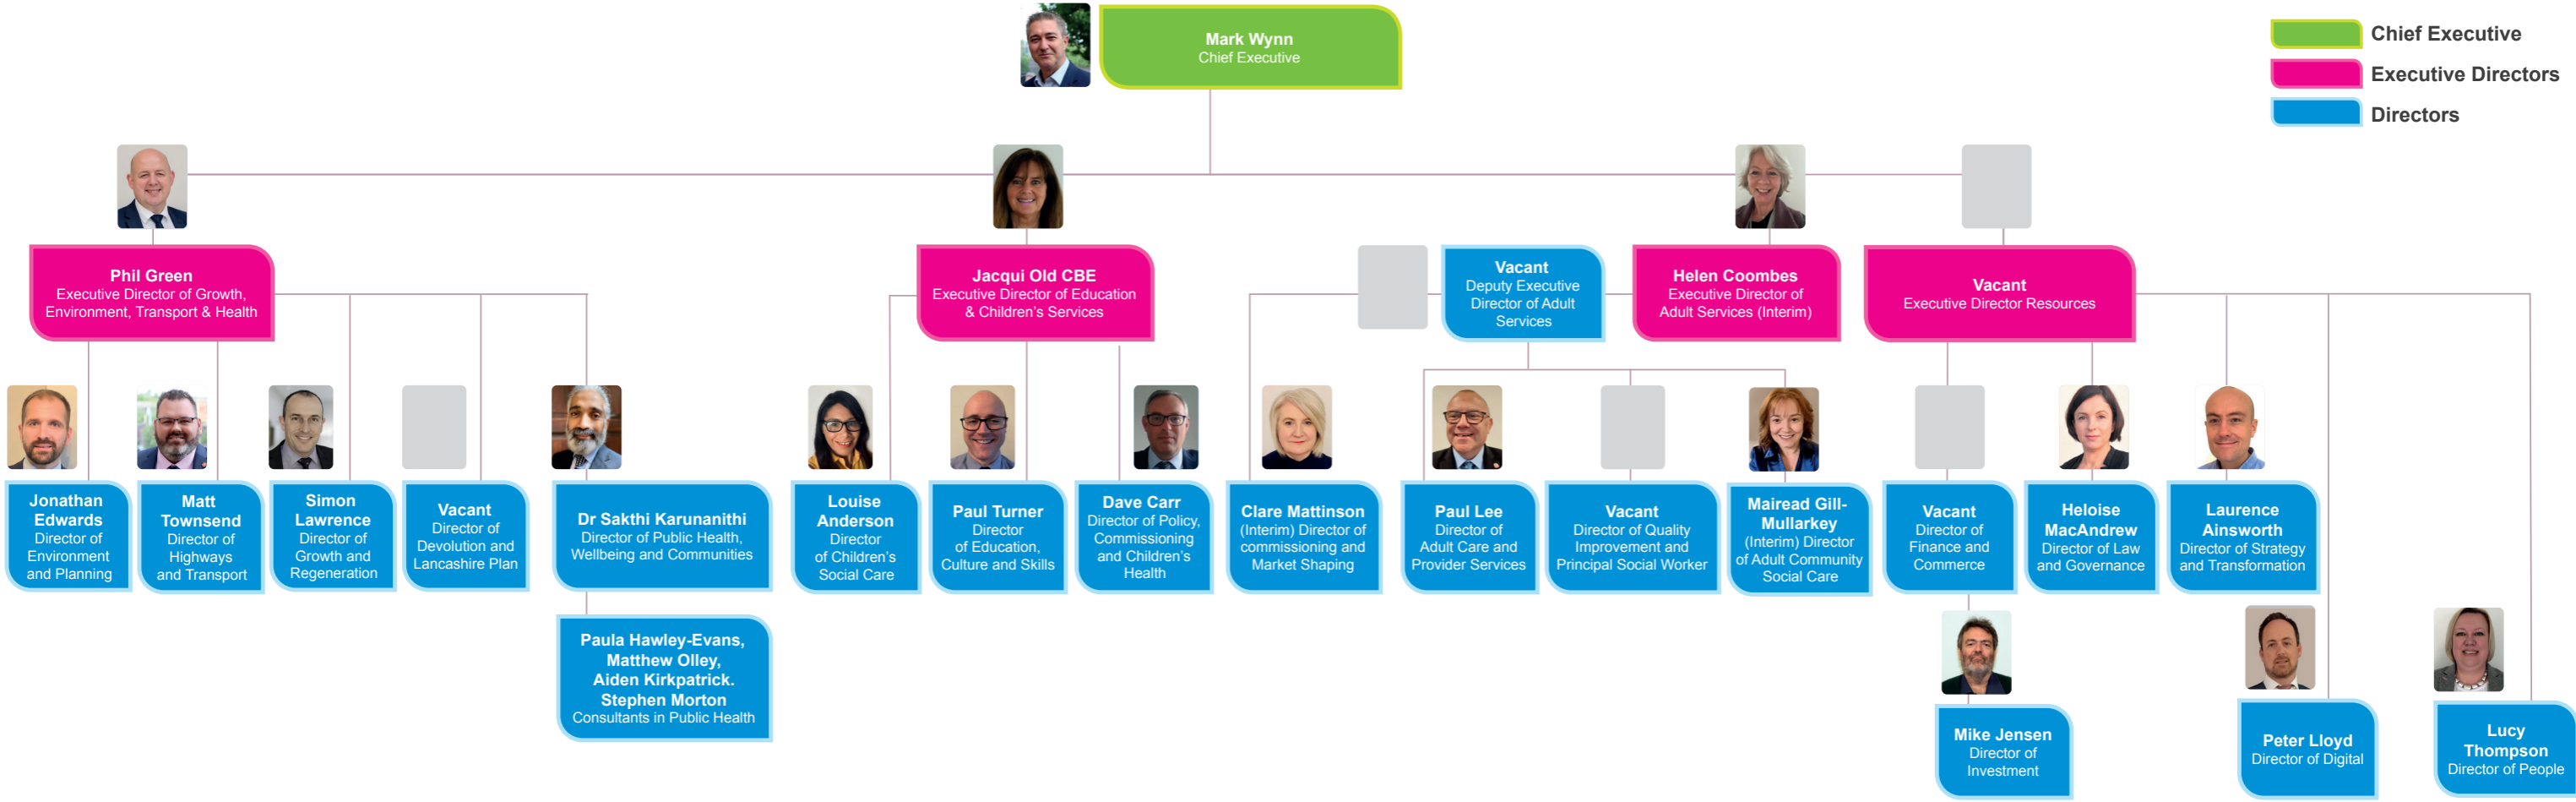 Mark Wynn
Chief Executive
Chief Executive
Executive Directors
Directors
Phil Green
Executive Director of Growth,
Environment, Transport & Health
Jacqui Old CBE
Executive Director of Education
& Children's Services
Vacant
Deputy Executive
Director of Adult
Services
Helen Coombes
Executive Director of
Adult Services (Interim)
Vacant
Executive Director Resources
Jonathan
Edwards
Director of
Environment
and Planning
Matt
Townsend
Director of
Highways
and Transport
Simon
Lawrence
Director of
Growth and
Regeneration
Vacant
Director of
Devolution and
Lancashire Plan
Dr Sakthi Karunanithi
Director of Public Health,
Wellbeing and Communities
Louise
Anderson
Director
of Children's
Social Care
Paul Turner
Director
of Education,
Culture and Skills
Dave Carr
Director of Policy,
Commissioning
and Children's
Health
Clare Mattinson
(Interim) Director of
commissioning and
Market Shaping
Paul Lee
Director of
Adult Care and
Provider Services
Vacant
Director of Quality
Improvement and
Principal Social Worker
Mairead Gill-
Mullarkey
(Interim) Director
of Adult Community
Social Care
Vacant
Director of
Finance and
Commerce
Heloise
MacAndrew
Director of Law
and Governance
Laurence
Ainsworth
Director of Strategy
and Transformation
Paula Hawley-Evans,
Matthew Olley,
Aiden Kirkpatrick.
Stephen Morton
Consultants in Public Health
Mike Jensen
Director of
Investment
Peter Lloyd
Director of Digital
Lucy
Thompson
Director of People